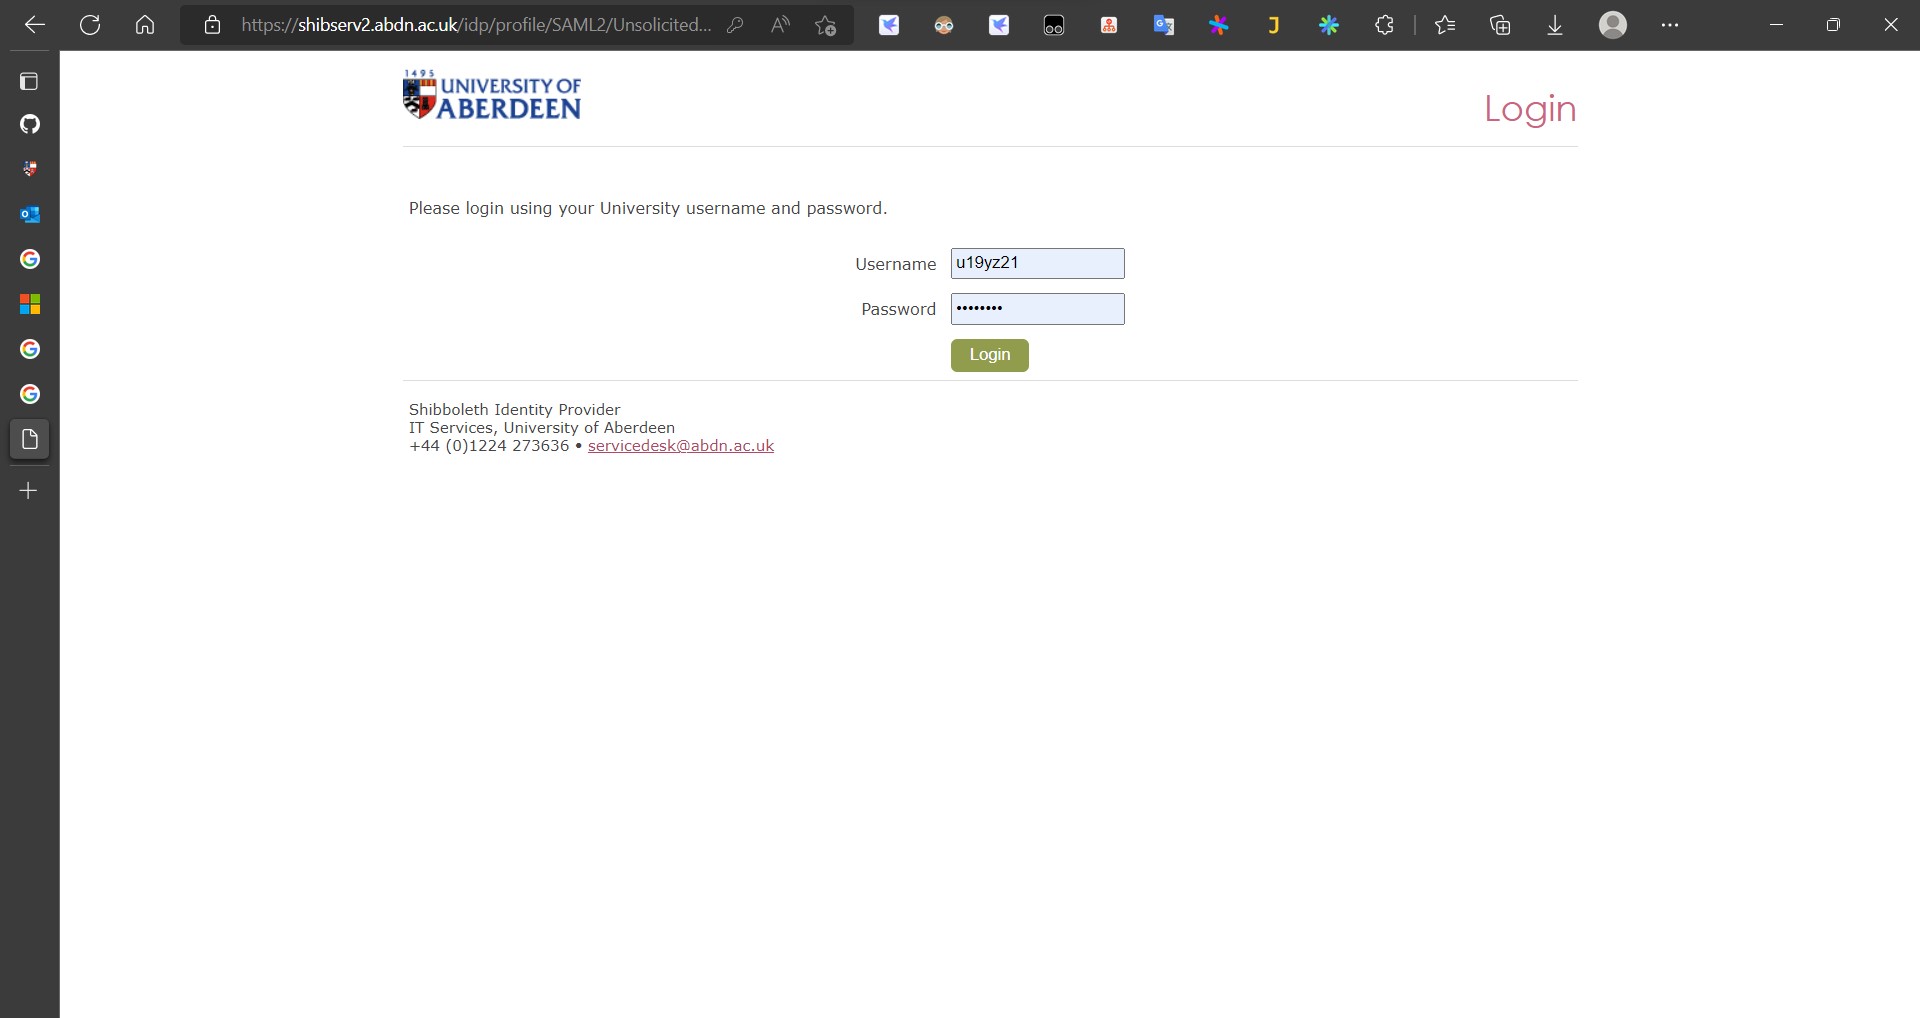 https://shibserv2.abdn.ac.uk/idp/profile/SAML2/Unsolicited...
1495
UNIVERSITY OF
ABERDEEN
Login
Please login using your University username and password.
Username u19yz21
Password ••••••••
Login
Shibboleth Identity Provider
IT Services, University of Aberdeen
+44 (0)1224 273636 • servicedesk@abdn.ac.uk